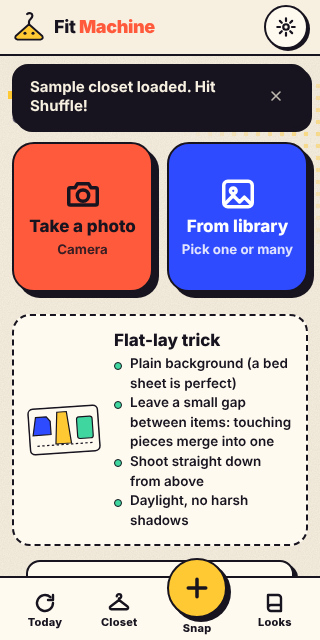 Fit Machine
Sample closet loaded. Hit
Shuffle!
Take a photo
Camera
From library
Pick one or many
Flat-lay trick
Plain background (a bed
sheet is perfect)
Leave a small gap
between items: touching
pieces merge into one
Shoot straight down
from above
Daylight, no harsh
shadows
Today
Closet
Snap
Looks